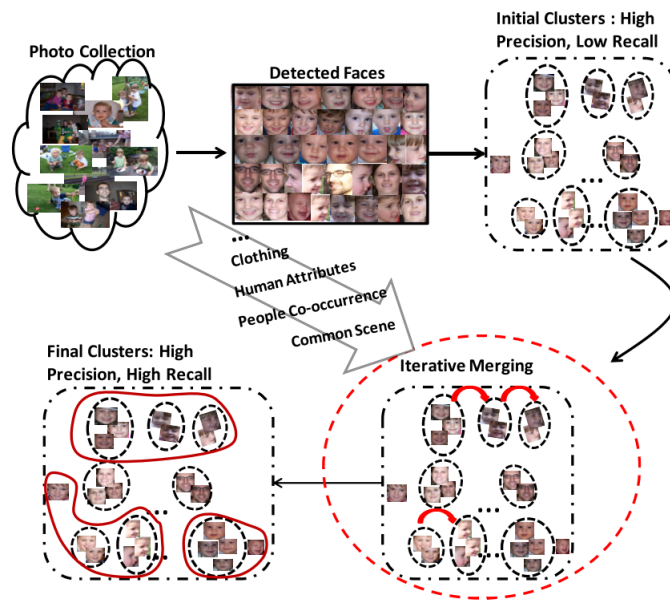 Photo Collection
Detected Faces
Initial Clusters : High
Precision, Low Recall
...
...
...
Clothing
Human Attributes
People Co-occurrence
Common Scene
Iterative Merging
...
...
Final Clusters: High
Precision, High Recall
...
...